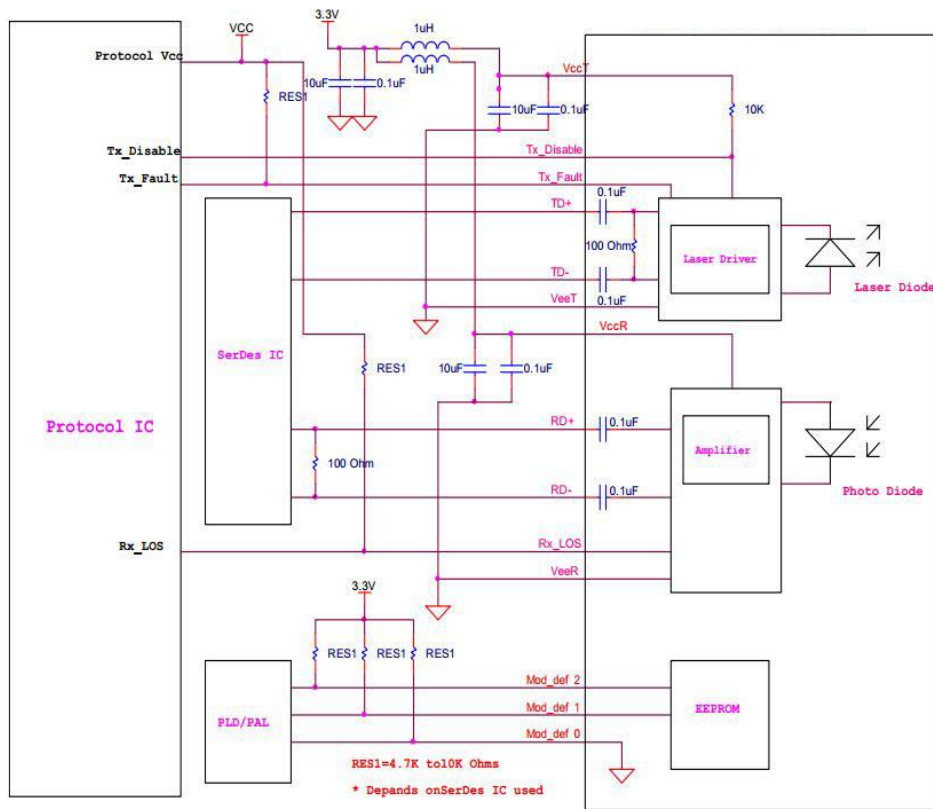 3.3V
VCC
1uH
Protocol Vcc
1uH
VccT
10uF
0.1uF
RES1
10uF
0.1uF
10K
Tx_Disable
Tx_Disable
Tx_Fault
Tx_Fault
0.1uF
TD+
100 Ohm
Laser Driver
TD-
Laser Diode
VeeT
0.1uF
VccR
SerDes IC
RES1
10uF
0.1uF
Protocol IC
RD+
0.1uF
100 Ohm
Amplifier
RD-
0.1uF
Photo Diode
Rx_LOS
Rx_LOS
VeeR
3.3V
RES1
RES1
RES1
Mod_def 2
PLD/PAL
Mod_def 1
EEPROM
Mod_def 0
RES1=4.7K to10K Ohms
* Depands onSerDes IC used